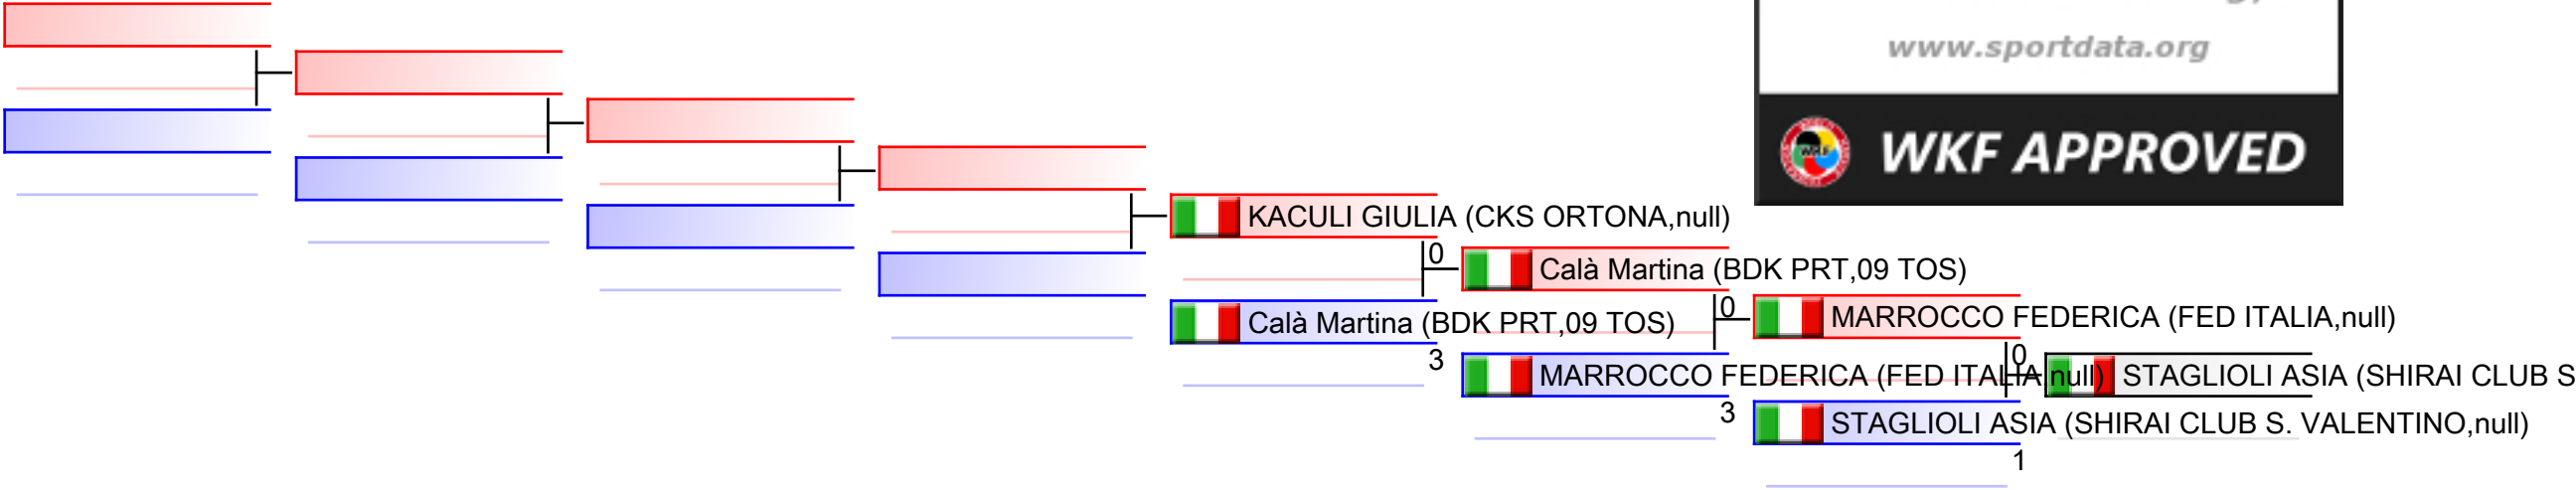 www.sportdata.org
WKF APPROVED
KACULI GIULIA (CKS ORTONA,null)
0
Calà Martina (BDK PRT,09 TOS)
Calà Martina (BDK PRT,09 TOS)
3
0
MARROCCO FEDERICA (FED ITALIA,null)
MARROCCO FEDERICA (FED ITALIA,null)
3
0
STAGLIOLI ASIA (SHIRAI CLUB S
STAGLIOLI ASIA (SHIRAI CLUB S. VALENTINO,null)
1